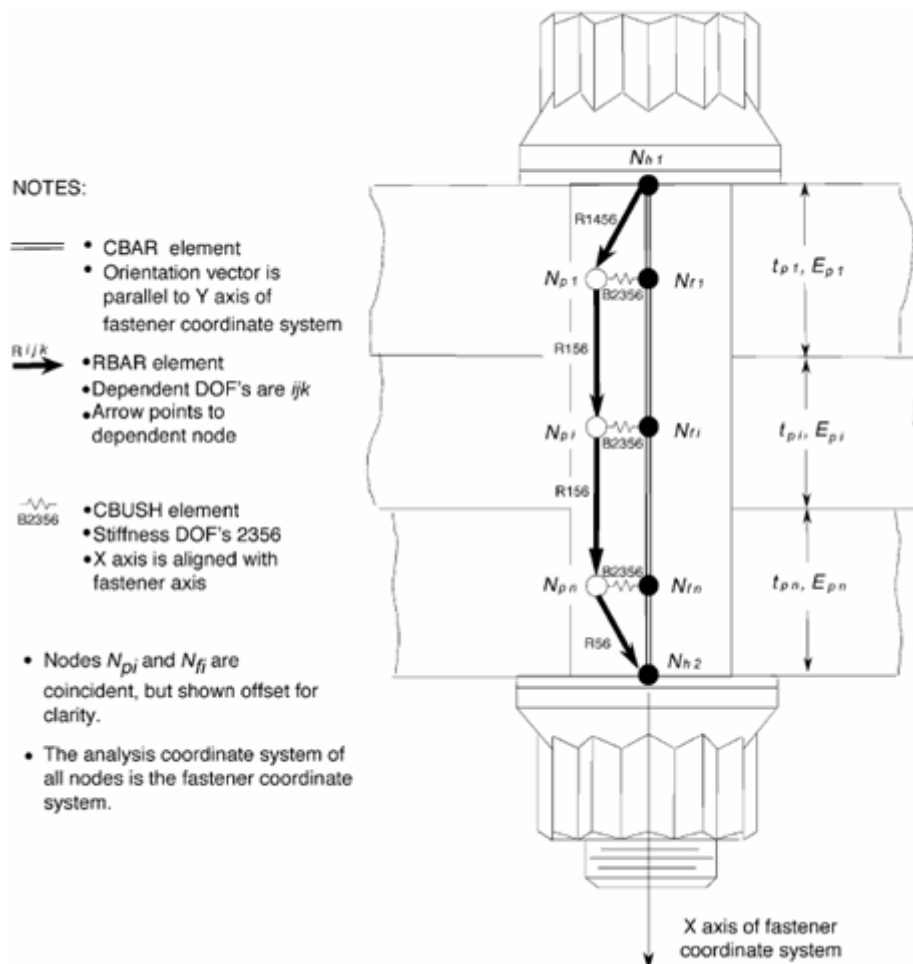 NOTES:
• CBAR element
• Orientation vector is
parallel to Y axis of
fastener coordinate system
R ijk
•RBAR element
•Dependent DOF's are ijk
•Arrow points to
dependent node
B2356
•CBUSH element
•Stiffness DOF's 2356
•X axis is aligned with
fastener axis
• Nodes Npi and Nfi are
coincident, but shown offset for
clarity.
• The analysis coordinate system of
all nodes is the fastener coordinate
system.
Nh1
R1456
Np1
B2356
Nf1
tp1, Ep1
R156
Npi
B2356
Nfi
tpi, Epi
R156
Npn
B2356
Nfn
tpn, Epn
R56
Nh2
X axis of fastener
coordinate system